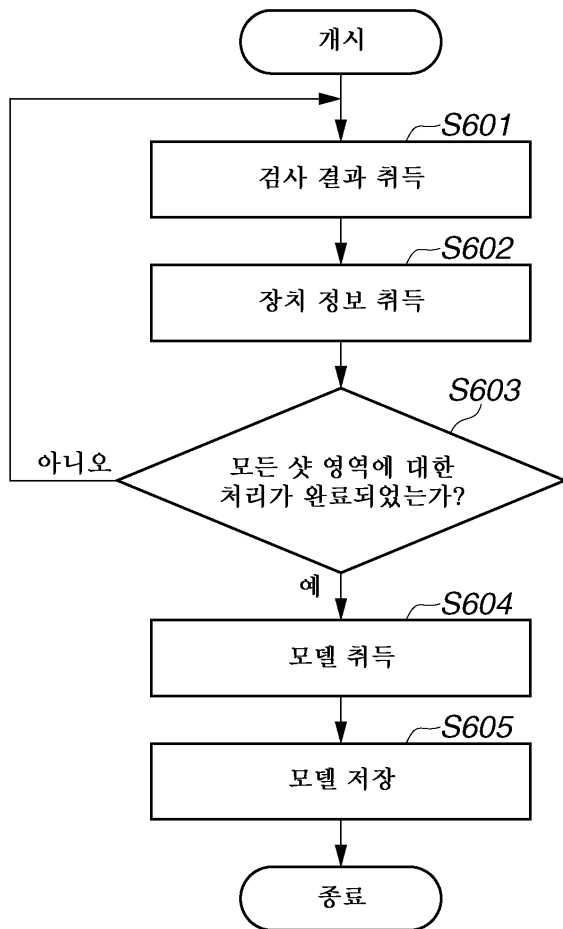 개시
S601
검사 결과 취득
S602
장치 정보 취득
S603
아니오
모든 샷 영역에 대한
처리가 완료되었는가?
예
S604
모델 취득
S605
모델 저장
종료